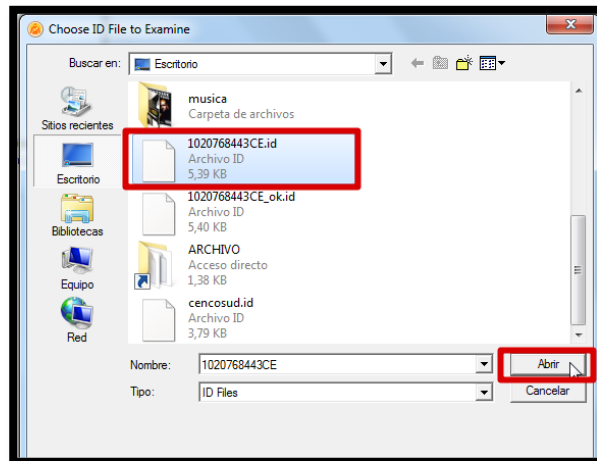 Choose ID File to Examine
Buscar en:
Escritorio
Sitios recientes
Escritorio
Bibliotecas
Equipo
Red
musica
Carpeta de archivos
1020768443CE.id
Archivo ID
5,39 KB
1020768443CE_ok.id
Archivo ID
5,40 KB
ARCHIVO
Acceso directo
1,38 KB
cencosud.id
Archivo ID
3,79 KB
Nombre:
1020768443CE
Abrir
Tipo:
ID Files
Cancelar